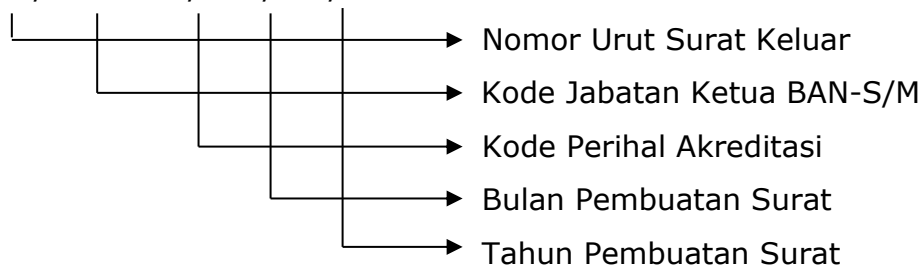 Nomor Urut Surat Keluar
Kode Jabatan Ketua BAN-S/M
Kode Perihal Akreditasi
Bulan Pembuatan Surat
Tahun Pembuatan Surat